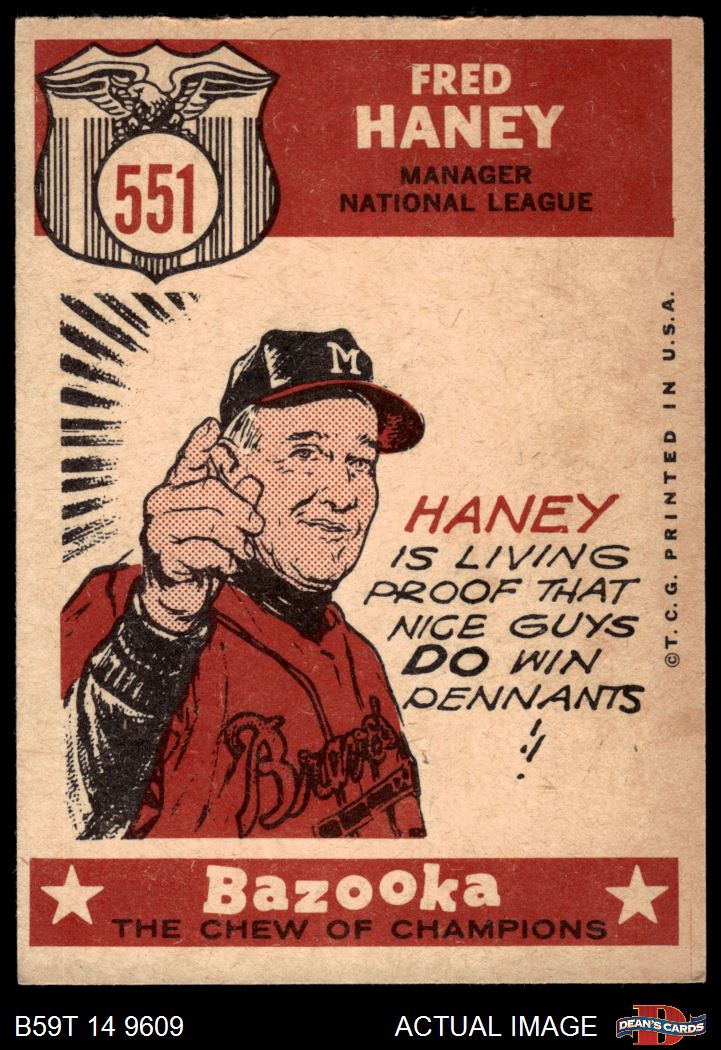 551
FRED
HANEY
MANAGER
NATIONAL LEAGUE
M
HANEY
IS LIVING
PROOF THAT
NICE GUYS
DO WIN
PENNANTS
!!
Braves
©T.C.G. PRINTED IN U.S.A.
Bazooka
THE CHEW OF CHAMPIONS
B59T 14 9609
ACTUAL IMAGE
D
DEAN'S CARDS